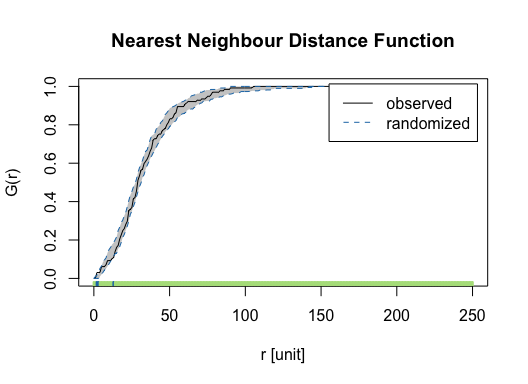 Nearest Neighbour Distance Function
G(r)
1.0
0.8
0.6
0.4
0.2
0.0
observed
randomized
0 50 100 150 200 250
r [unit]